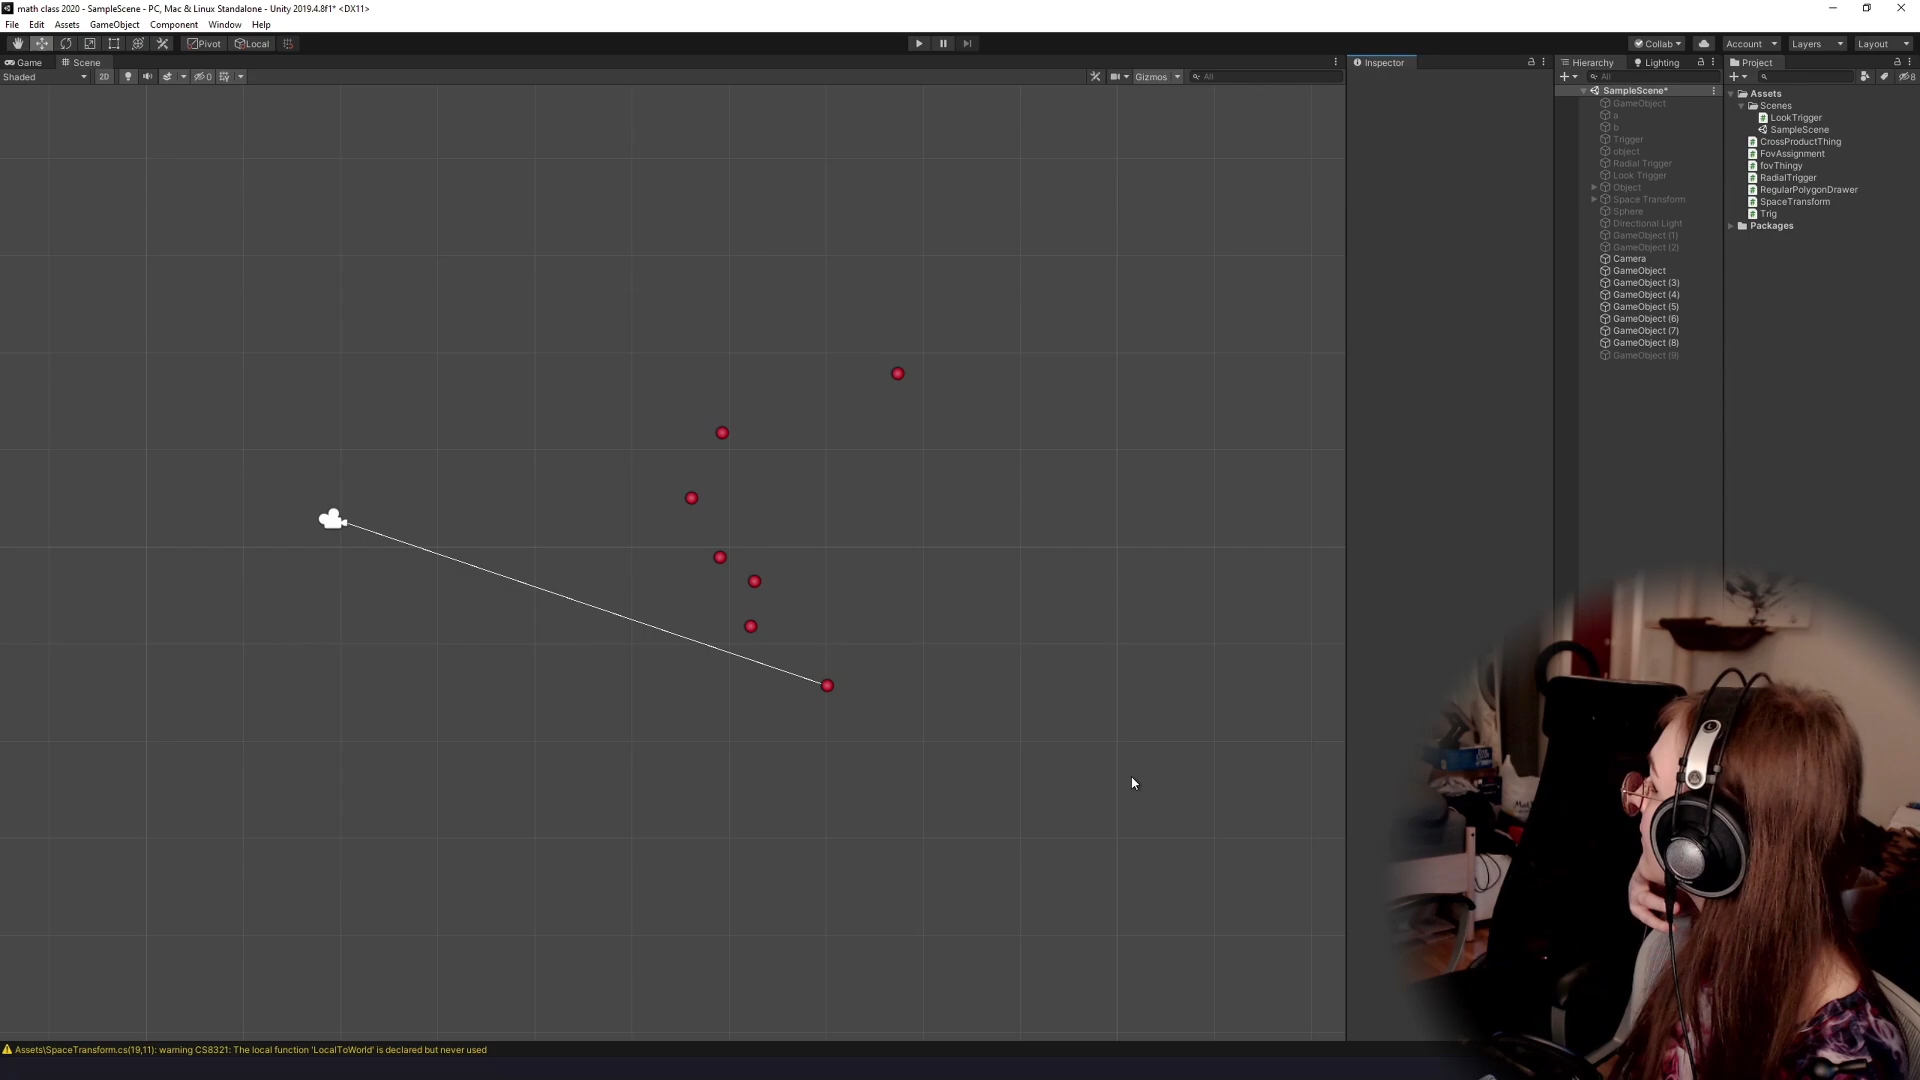 math class 2020 - SampleScene - PC, Mac & Linux Standalone - Unity 2019.4.8f1* <DX11>
File Edit Assets GameObject Component Window Help
Pivot Local Collab Account Layers Layout
Game Scene
Shaded 2D 0 Gizmos All
Inspector
Hierarchy Lighting
All
SampleScene*
GameObject
a
b
Trigger
object
Radial Trigger
Look Trigger
Object
Space Transform
Sphere
Directional Light
GameObject (1)
GameObject (2)
Camera
GameObject
GameObject (3)
GameObject (4)
GameObject (5)
GameObject (6)
GameObject (7)
GameObject (8)
GameObject (9)
Project
8
Assets
Scenes
LookTrigger
SampleScene
CrossProductThing
FovAssignment
fovThingy
RadialTrigger
RegularPolygonDrawer
SpaceTransform
Trig
Packages
Assets\SpaceTransform.cs(19,11): warning CS8321: The local function 'LocalToWorld' is declared but never used